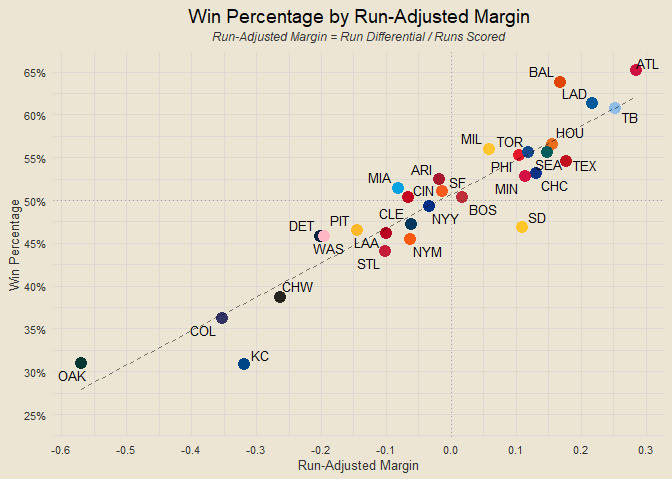 Win Percentage by Run-Adjusted Margin
Run-Adjusted Margin = Run Differential / Runs Scored
65%
60%
55%
50%
45%
40%
35%
30%
25%
Win Percentage
ATL
BAL
LAD
TB
HOU
MIL
TOR
PHI
SEA
TEX
MIN
CHC
ARI
MIA
SF
CIN
BOS
CLE
NYY
SD
PIT
DET
WAS
LAA
NYM
STL
CHW
COL
KC
OAK
-0.6
-0.5
-0.4
-0.3
-0.2
-0.1
0.0
0.1
0.2
0.3
Run-Adjusted Margin